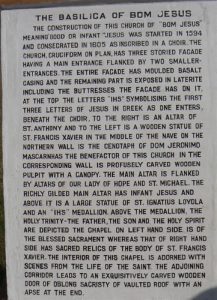 THE BASILICA OF BOM JESUS
THE CONSTRUCTION OF THIS CHURCH OF "BOM JESUS"
MEANING'GOOD OR INFANT'JESUS WAS STARTED IN 1594
AND CONSECRATED IN 1605 AS INSCRIBED IN A CHOIR. THE
CHURCH, CRUCIFORM ON PLAN, HAS THREE STOREYED FACADE
HAVING A MAIN ENTRANCE FLANKED BY TWO SMALLER-
ENTRANCES. THE ENTIRE FACADE HAS MOULDED BASALT
CASING AND THE REMAINING PART IS EXPOSED IN LATERITE
INCLUDING THE BUTTRESSES THE FACADE HAS ON IT,
AT THE TOP THE LETTERS 'IHS' SYMBOLISING THE FIRST
THREE LETTERS OF JESUS IN GREEK AS ONE ENTERS,
BENEATH THE CHOIR, TO THE RIGHT IS AN ALTAR OF
ST. ANTHONY AND TO THE LEFT IS A WOODEN STATUE OF
ST. FRANCIS XAVIER IN THE MIDDLE OF THE NAVE ON THE
NORTHERN WALL IS THE CENOTAPH OF DOM JERONIMO
MASCARNHAS THE BENEFACTOR OF THIS CHURCH IN THE
CORRESPONDING WALL IS PROFUSELY CARVED WOODEN
PULPIT WITH A CANOPY. THE MAIN ALTAR IS FLANKED
BY ALTARS OF OUR LADY OF HOPE AND ST. MICHAEL. THE
RICHLY GILDED MAIN ALTAR HAS INFANT JESUS AND
ABOVE IT IS A LARGE STATUE OF ST. IGNATIUS LOYOLA
AND AN "IHS" MEDALLION. ABOVE THE MEDALLION, THE
HOLY TRINITY- THE FATHER, THE SON AND THE HOLY SPIRIT
ARE DEPICTED THE CHAPEL ON LEFT HAND SIDE IS OF
THE BLESSED SACRAMENT WHEREAS THAT OF RIGHT HAND
SIDE HAS SACRED RELICS OF THE BODY OF ST. FRANCIS
XAVIER. THE INTERIOR OF THIS CHAPEL IS ADORNED WITH
SCENES FROM THE LIFE OF THE SAINT THE ADJOINING
CORRIDOR LEADS TO AN EXQUISITIVELY CARVED WOODEN
DOOR OF OBLONG SACRISTY OF VAULTED ROOF WITH AN
APSE AT THE END.